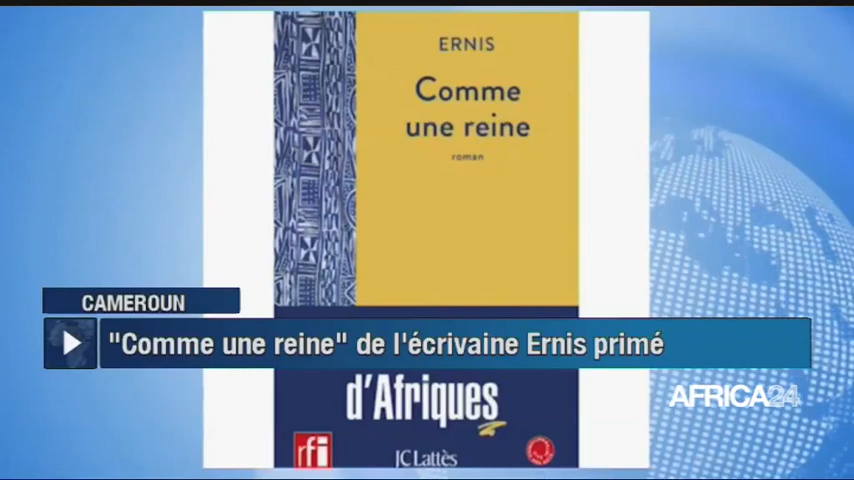 ERNIS
Comme
une reine
roman
CAMEROUN
"Comme une reine" de l'écrivaine Ernis primé
AFRICA24
d'Afriques
rfi
JC Lattès